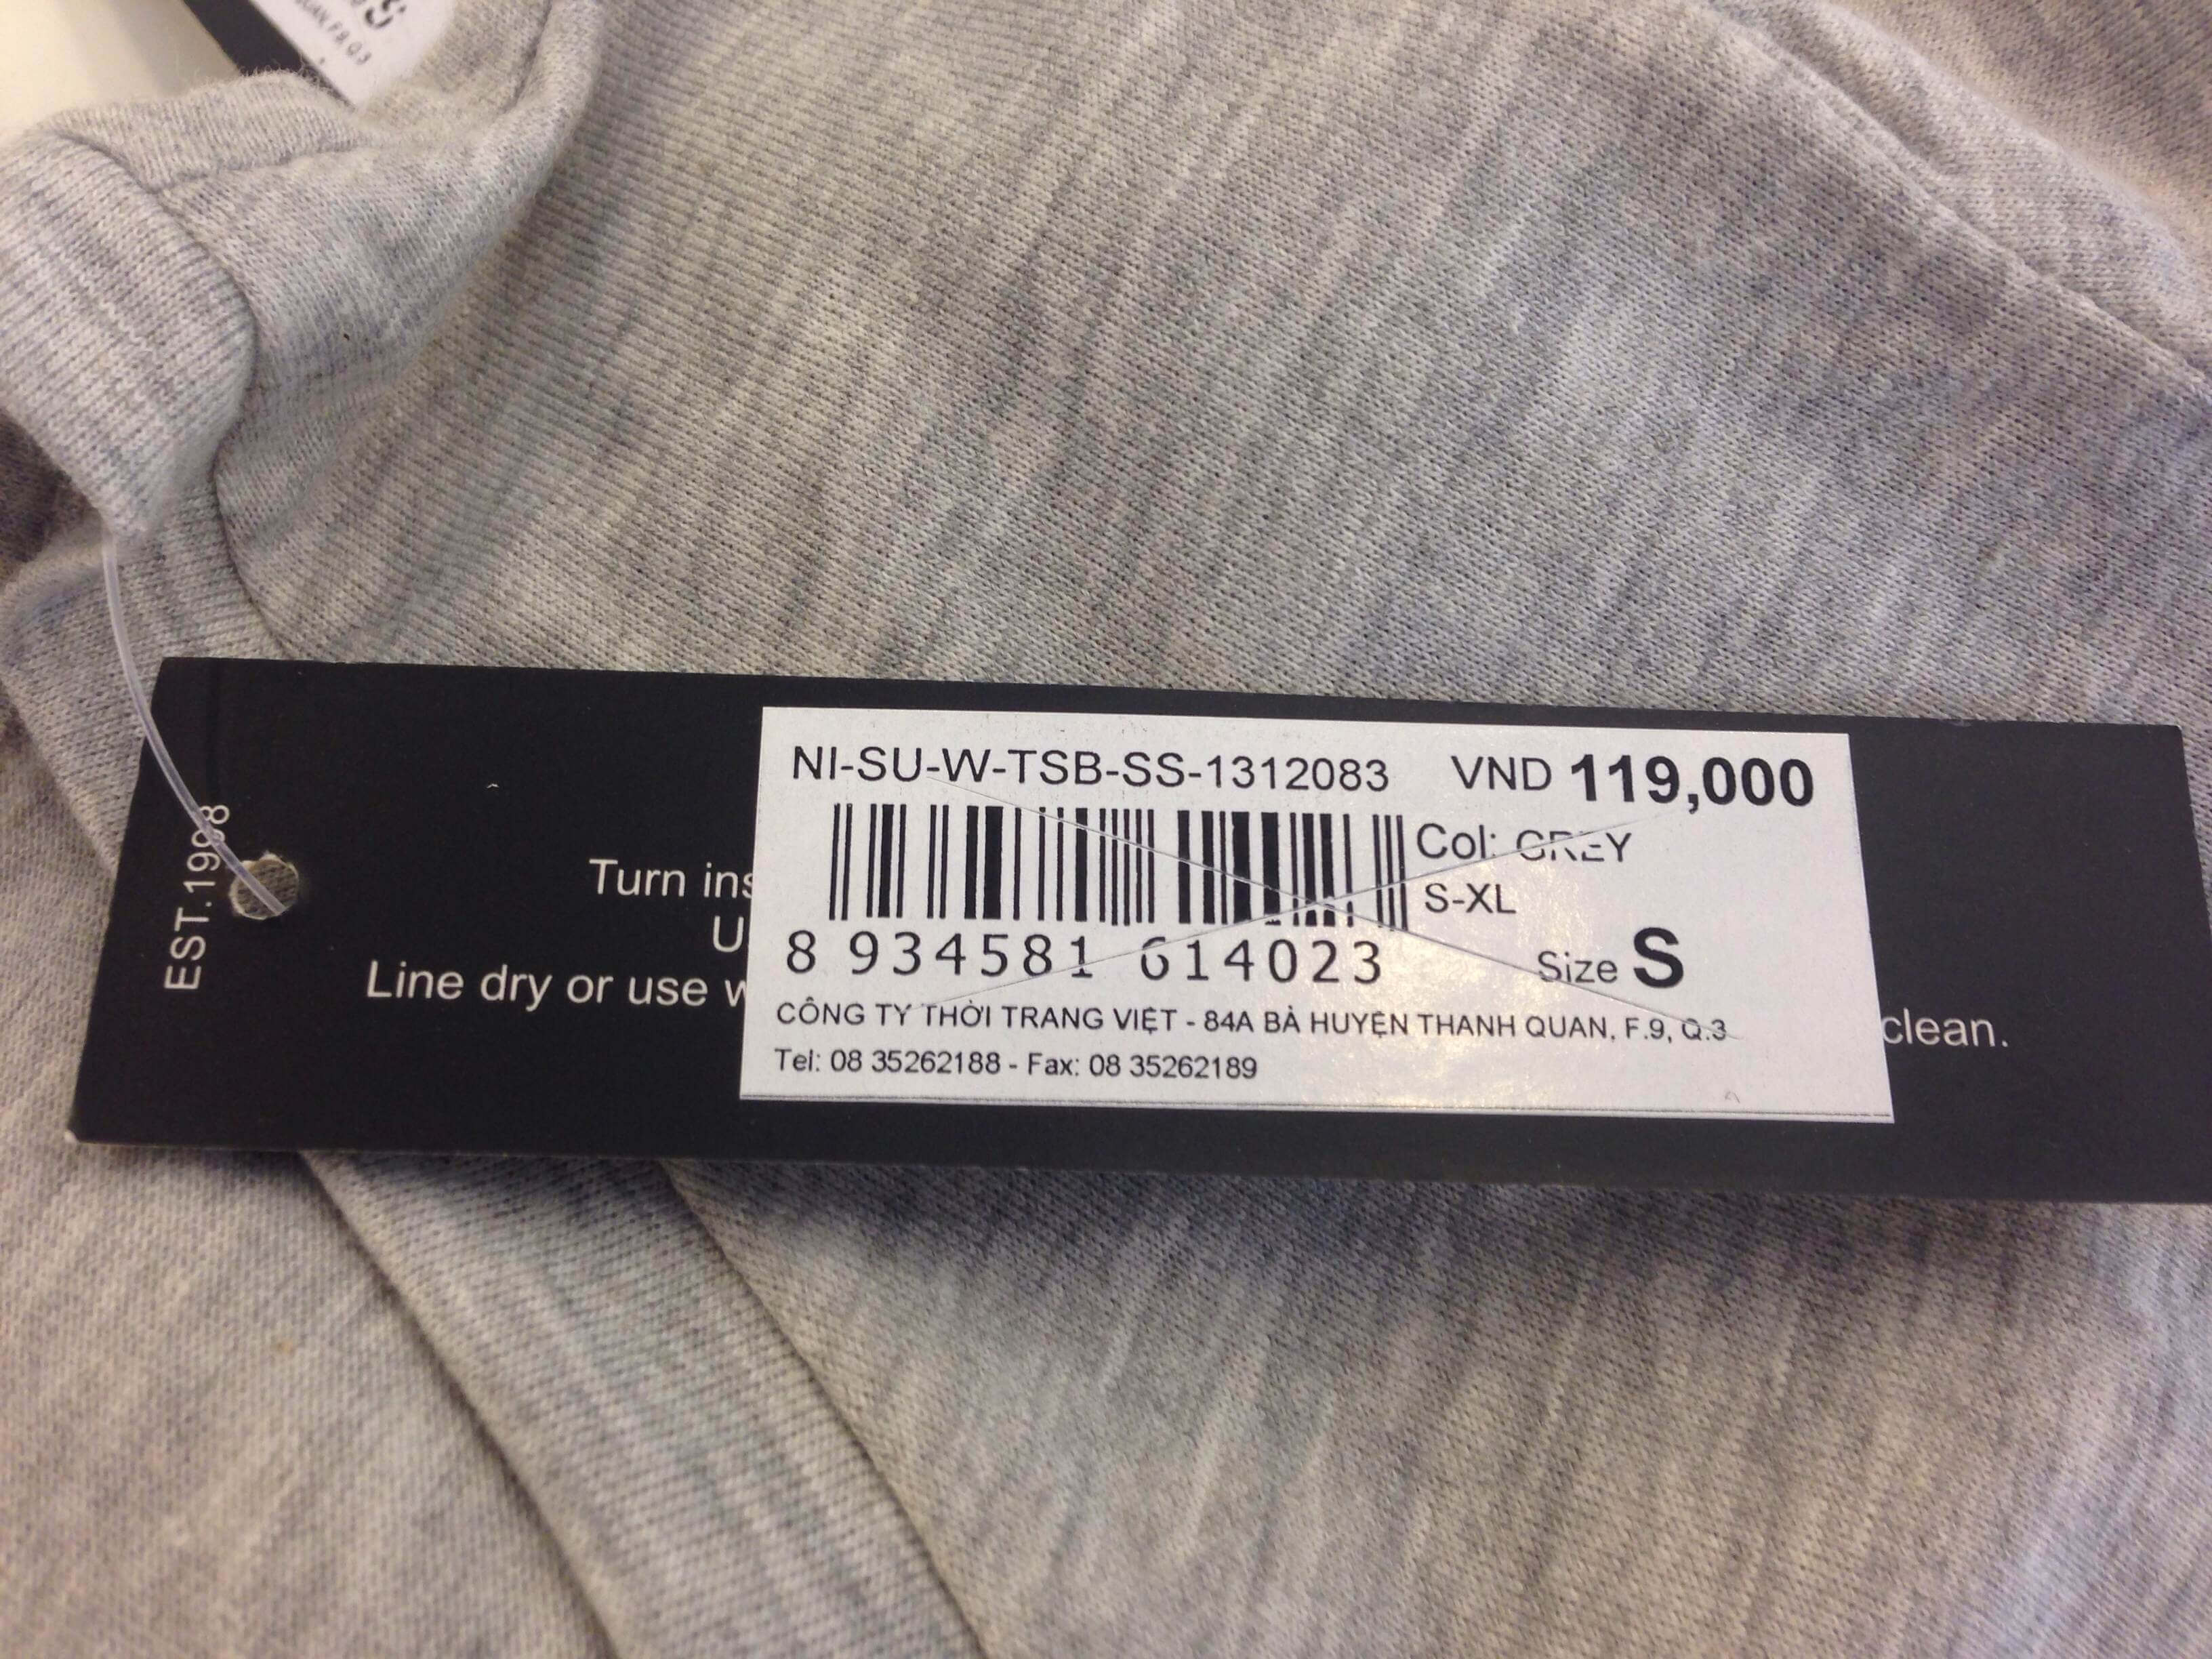 EST.1998
Turn
Line dry or use
clean.
NI-SU-W-TSB-SS-1312083 VND 119,000
Col: GREY
S-XL
8 934581 614023
Size S
CÔNG TY THỜI TRANG VIỆT - 84A BÀ HUYỆN THANH QUAN, F.9, Q.3
Tel: 08 35262188 - Fax: 08 35262189